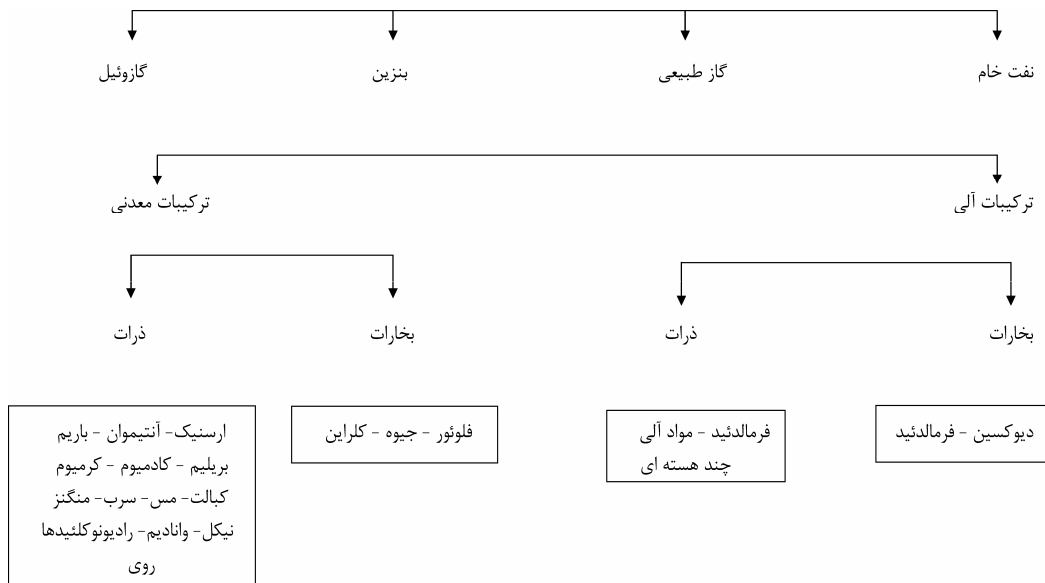 نفت خام
گاز طبیعی
بنزین
گازوئیل
ترکیبات آلی
ترکیبات معدنی
بخارات
ذرات
بخارات
ذرات
دیوکسین - فرمالدئید
فرمالدئید - مواد آلی
چند هسته ای
فلوئور - جیوه - کلراین
ارسنیک- آنتیموان - باریم
بریلیم - کادمیوم - کرمیوم
کبالت- مس- سرب- منگنز
نیکل- وانادیم- رادیونوکلئیدها
روی